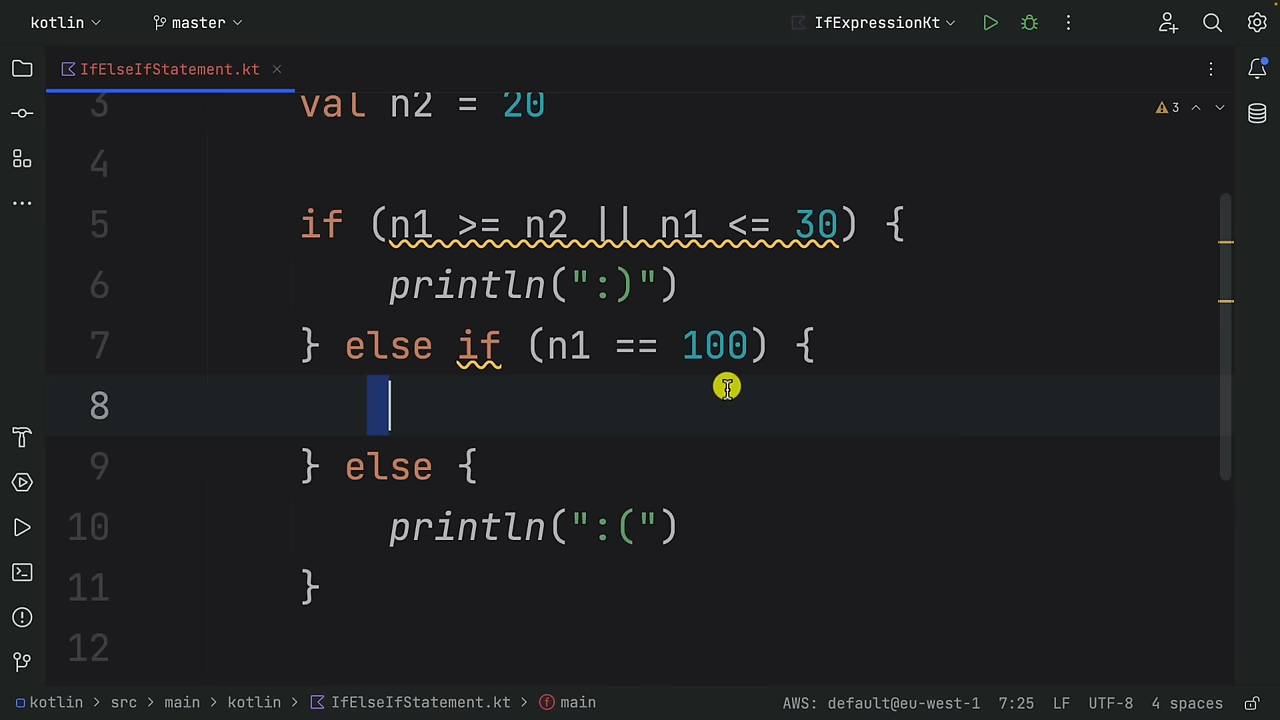 kotlin master IfExpressionKt
IfElseIfStatement.kt
3 val n2 = 20
3
4
5 if (n1 >= n2 || n1 <= 30) {
6 println(":)")
7 } else if (n1 == 100) {
8
9 } else {
10 println(":(")
11 }
12
kotlin > src > main > kotlin > IfElseIfStatement.kt > main AWS: default@eu-west-1 7:25 LF UTF-8 4 spaces